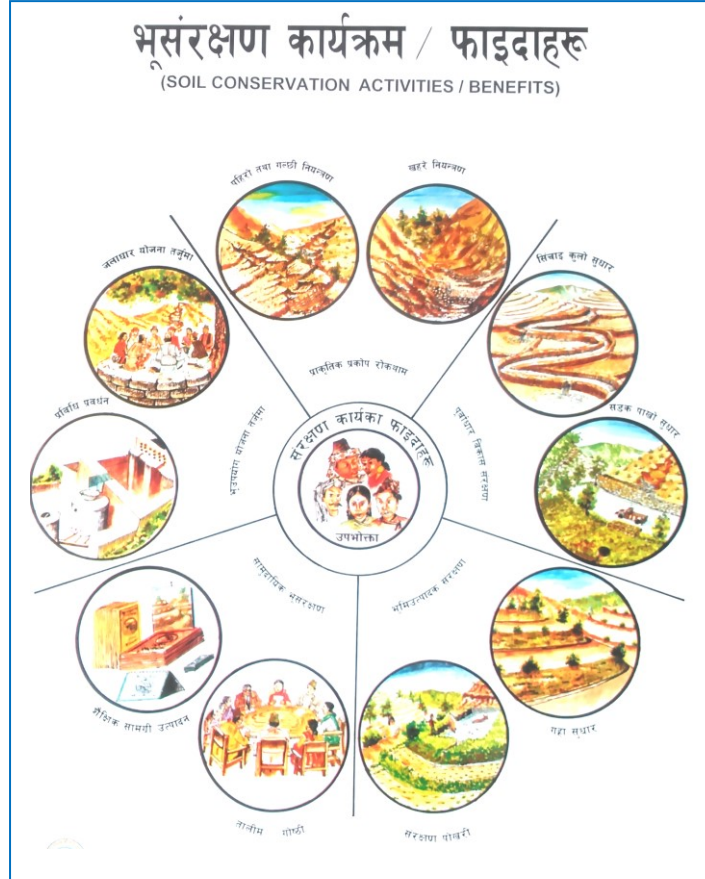 भूसंरक्षण कार्यक्रम / फाइदाहरू
(SOIL CONSERVATION ACTIVITIES / BENEFITS)
पहिरो तथा गल्छी नियन्त्रण
खहरे नियन्त्रण
जलाधार योजना तर्जुमा
सिंचाइ कुलो सुधार
प्राकृतिक प्रकोप रोकथाम
प्रविधि प्रवर्धन
भूउपयोग योजना तर्जुमा
संरक्षण कार्यका फाइदाहरू
पूर्वाधार विकास संरक्षण
सडक पाखो सुधार
उपभोक्ता
सामुदायिक भूसंरक्षण
भूमिउत्पादक संरक्षण
शैक्षिक सामग्री उत्पादन
गह्रा सुधार
तालीम गोष्ठी
संरक्षण पोखरी